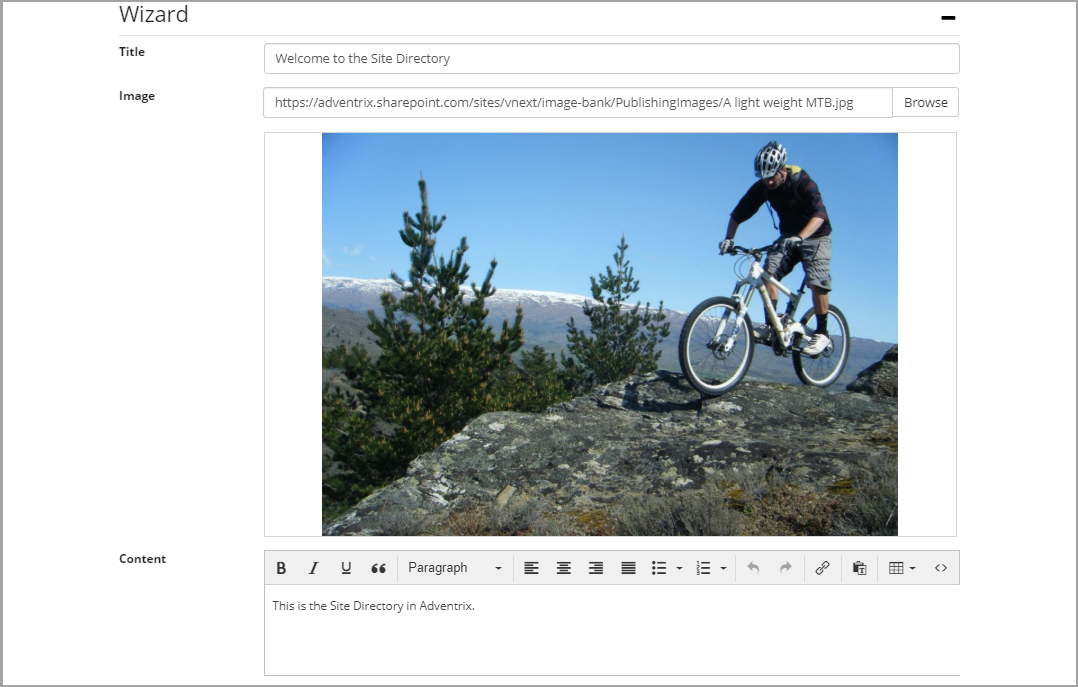 Wizard
Title
Welcome to the Site Directory
Image
https://adventrix.sharepoint.com/sites/vnext/image-bank/PublishingImages/A light weight MTB.jpg
Browse
Content
B I U Paragraph
This is the Site Directory in Adventrix.